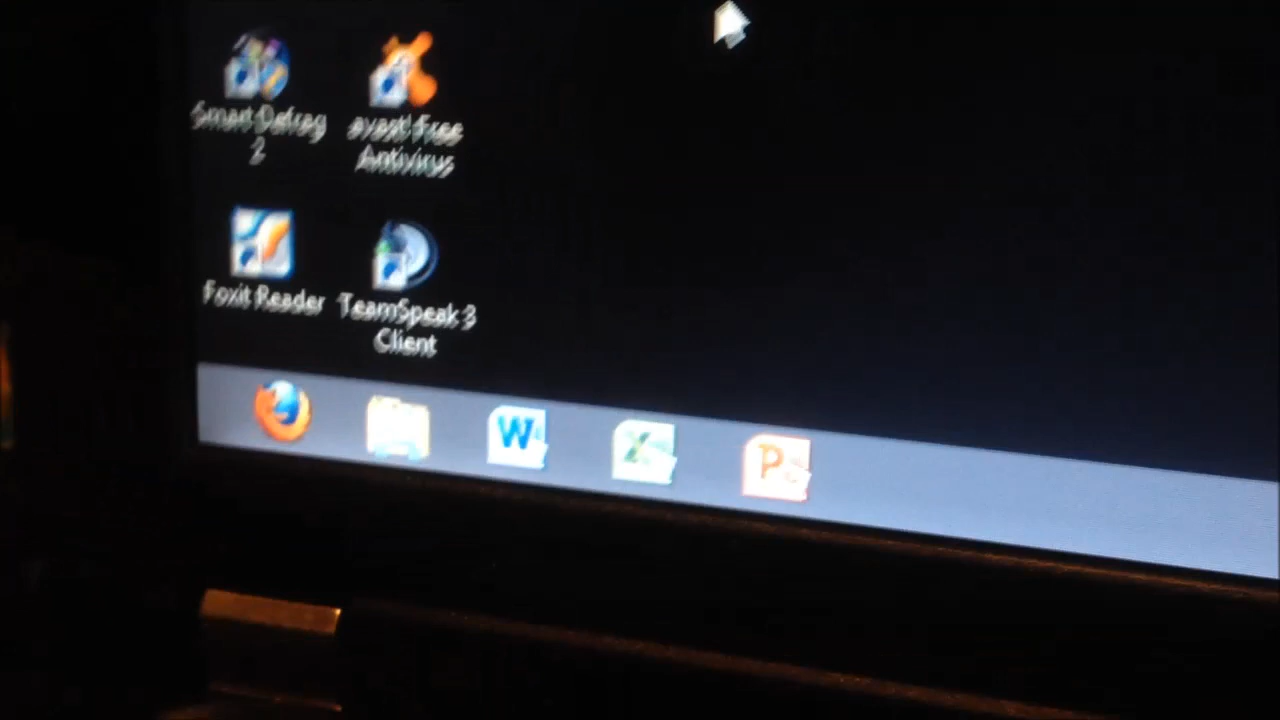 Smart Defrag
2
avast! Free
Antivirus
Foxit Reader
TeamSpeak 3
Client
W
X
P